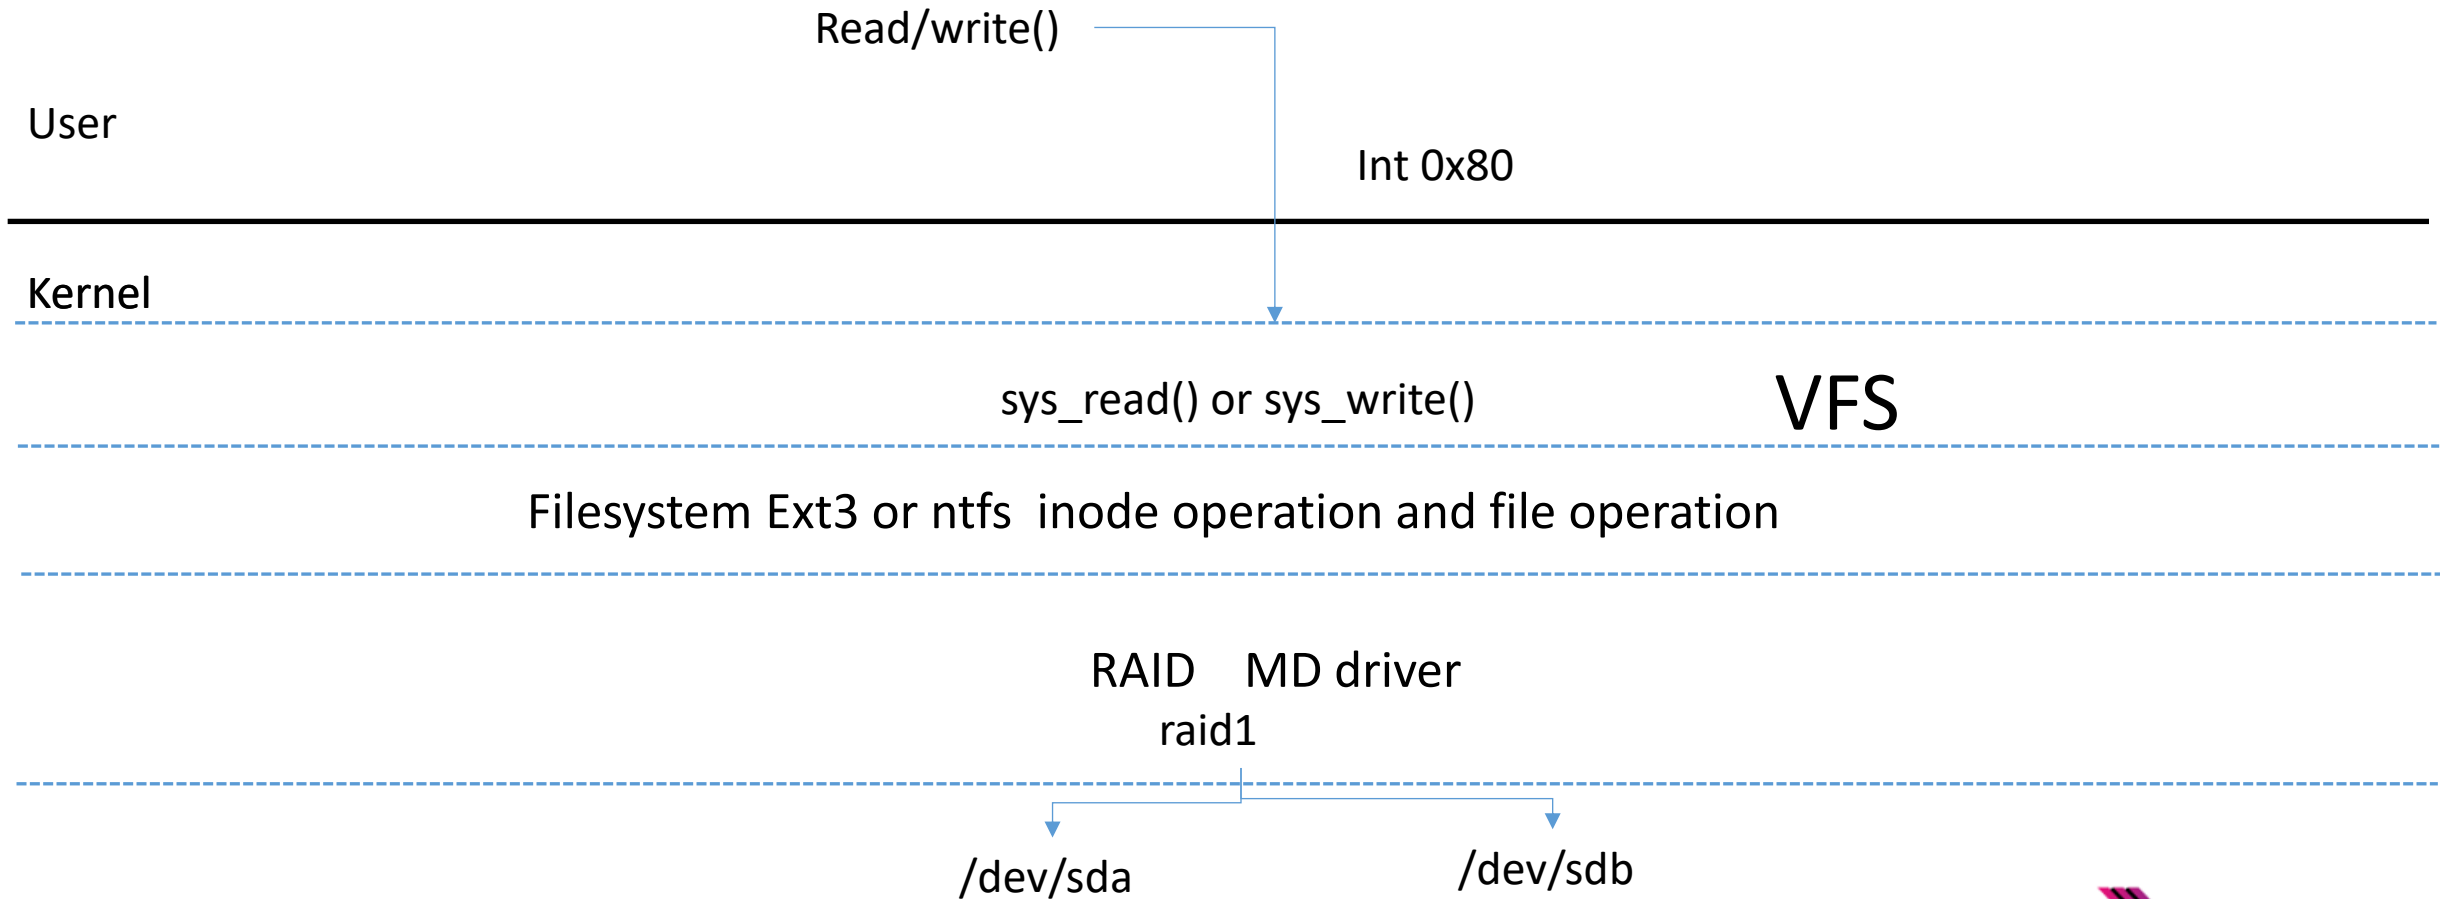 Read/write()
User
Int 0x80
Kernel
sys_read() or sys_write()
VFS
Filesystem Ext3 or ntfs  inode operation and file operation
RAID    MD driver
raid1
/dev/sda
/dev/sdb